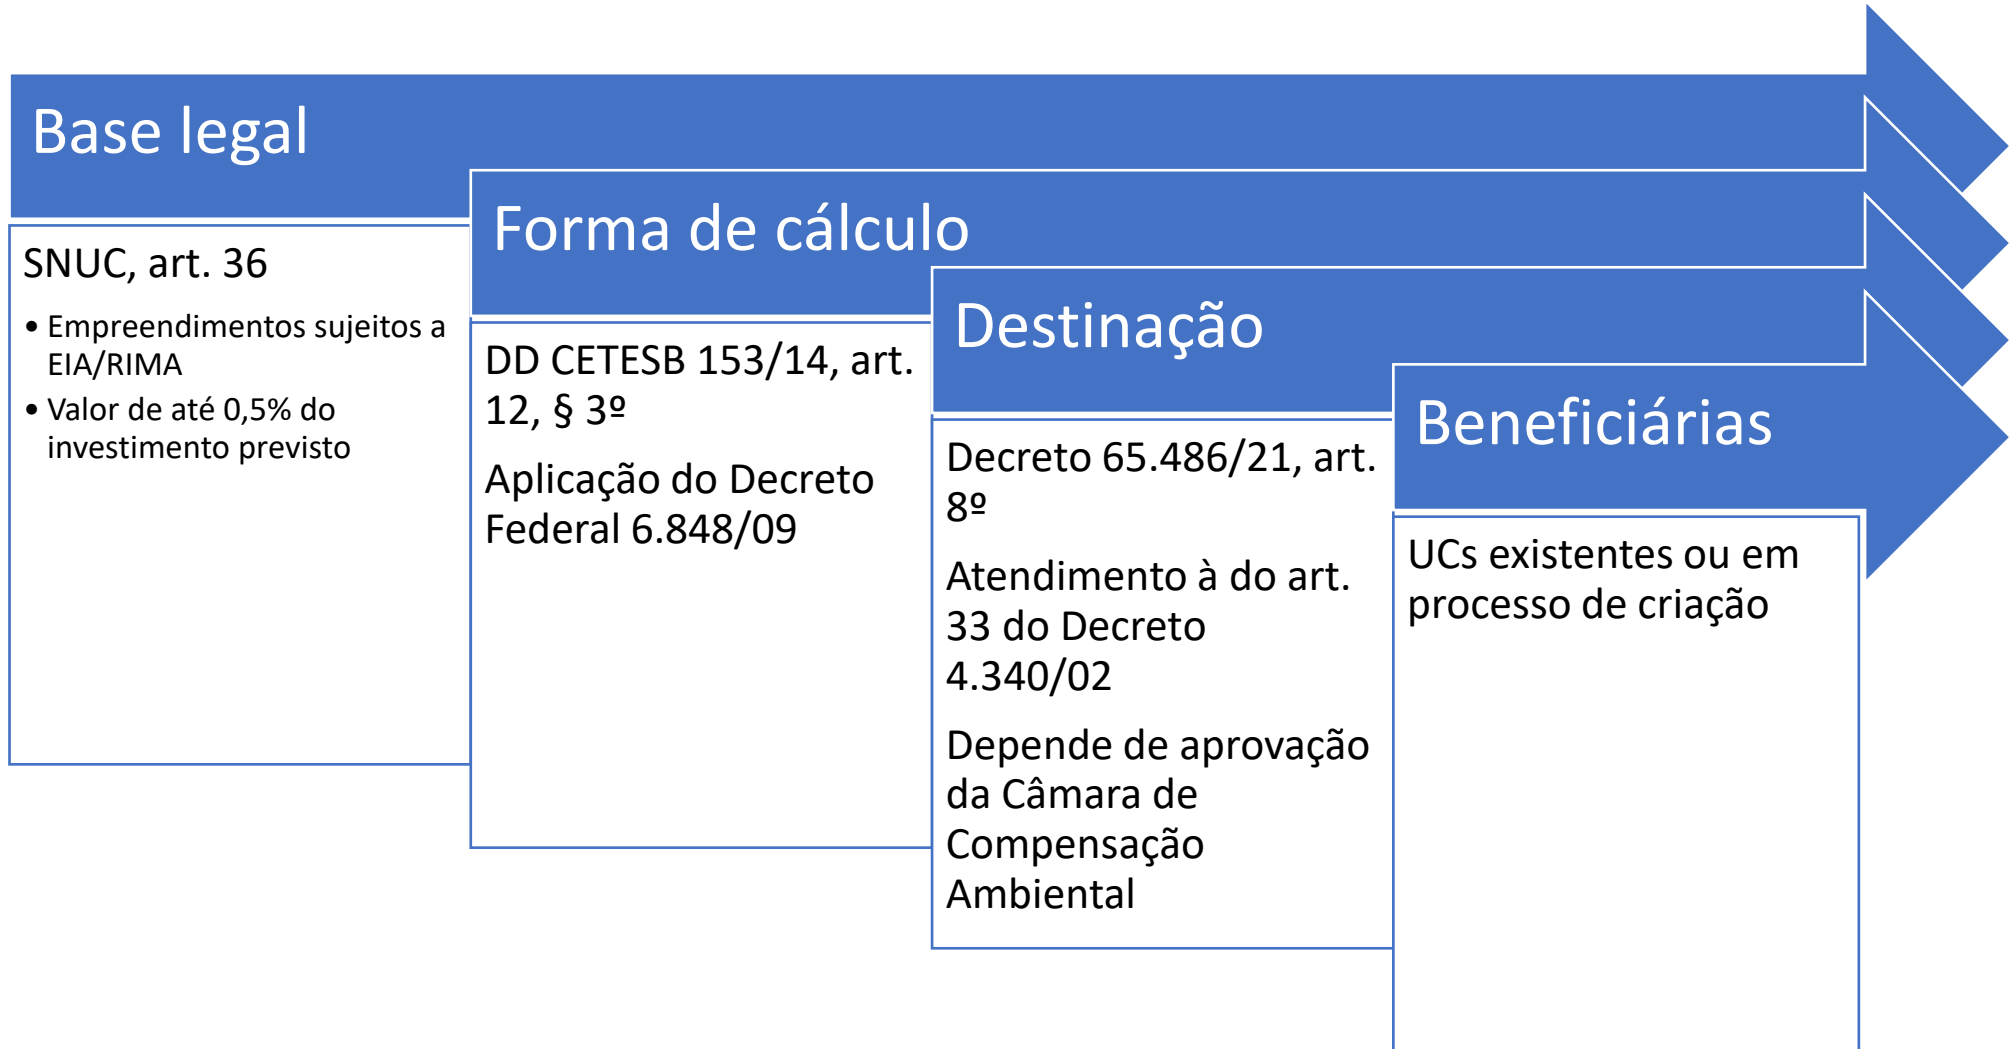 Base legal
SNUC, art. 36
• Empreendimentos sujeitos a
EIA/RIMA
• Valor de até 0,5% do
investimento previsto
Forma de cálculo
DD CETESB 153/14, art.
12, § 3º
Aplicação do Decreto
Federal 6.848/09
Destinação
Decreto 65.486/21, art.
8º
Atendimento à do art.
33 do Decreto
4.340/02
Depende de aprovação
da Câmara de
Compensação
Ambiental
Beneficiárias
UCs existentes ou em
processo de criação